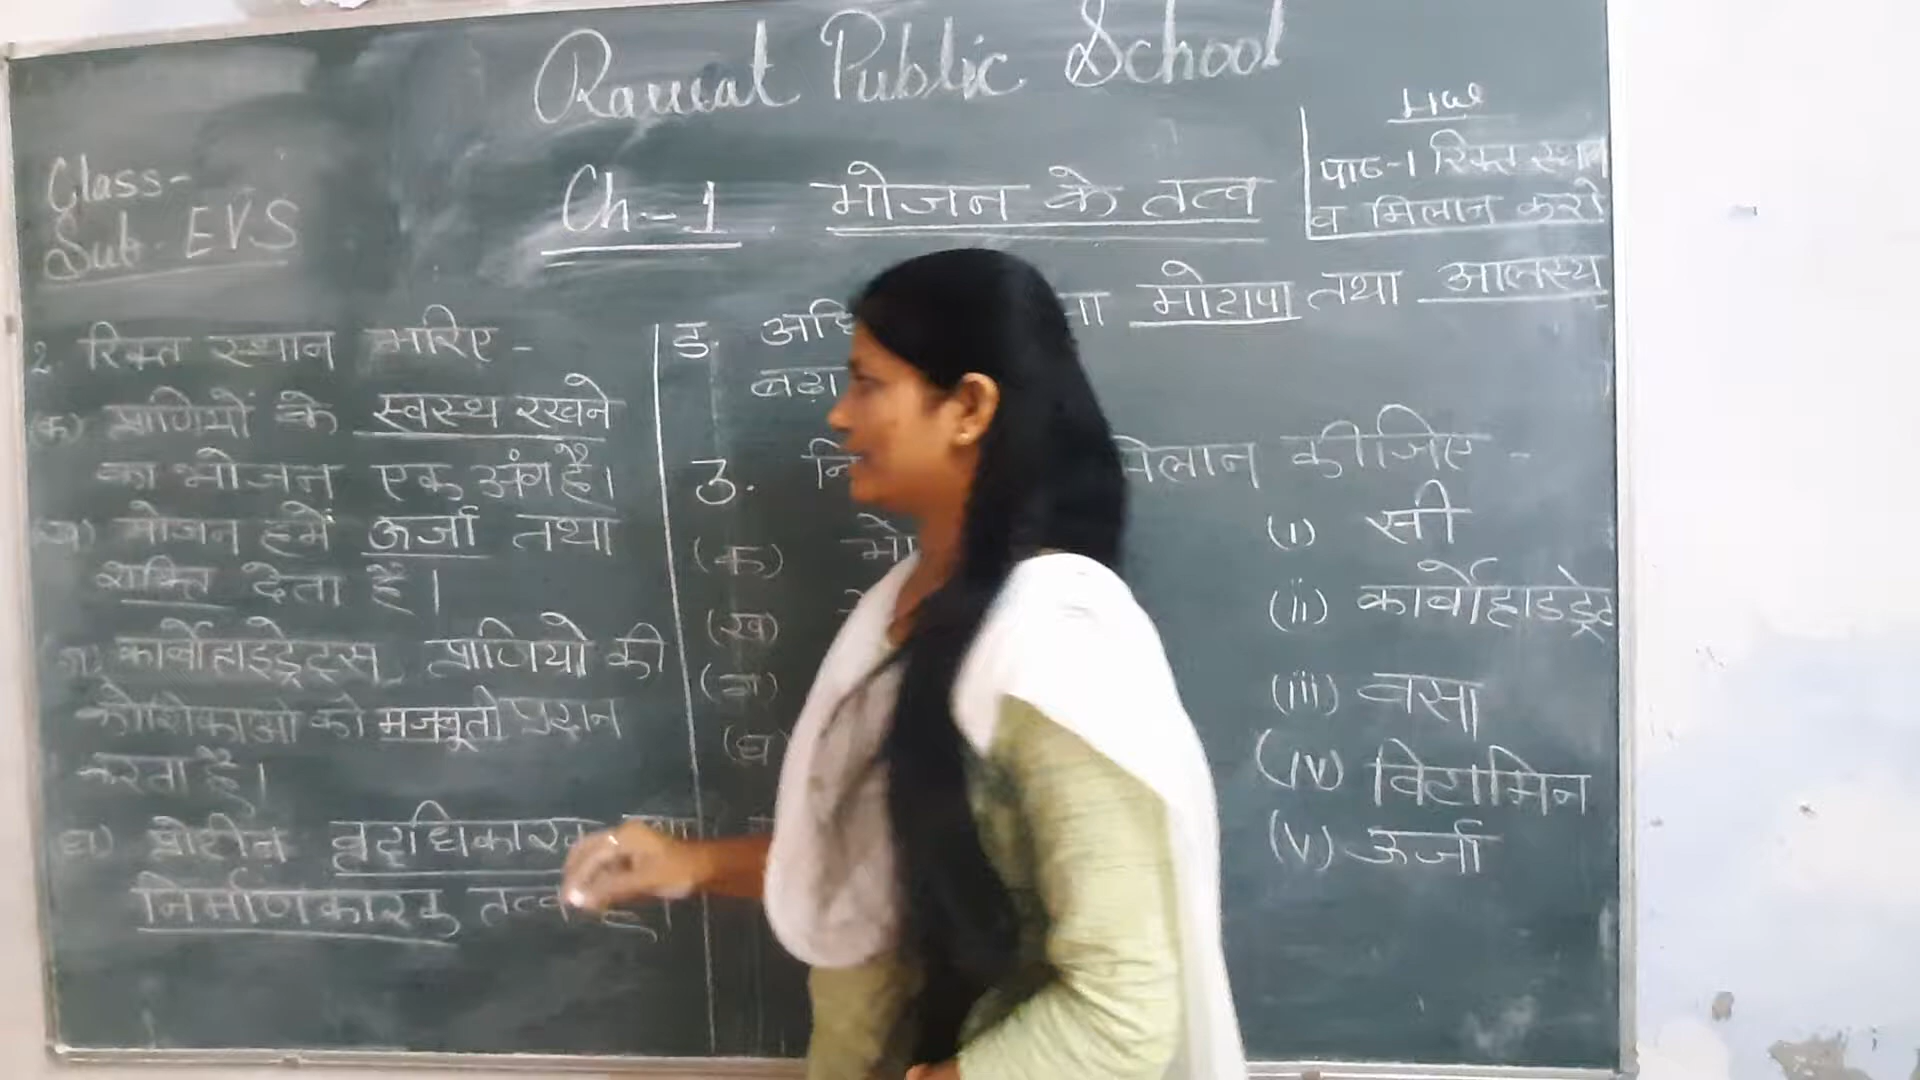 Rawat Public School
Class-
Sub- EVS
Ch.-1 भोजन के तत्व
H.W
पाठ-1 रिक्त स्थान
व मिलान करो
2. रिक्त स्थान भरिए -
(क) प्राणियों के स्वस्थ रखने
का भोजन एक अंग है।
(ख) भोजन हमें ऊर्जा तथा
शक्ति देता है।
ग) कार्बोहाइड्रेट्स प्राणियो की
कोशिकाओ को मजबूती प्रदान
करता है।
घ) प्रोटीन वृद्धिकारक
निर्माणकारक तत्व है।
ड. मोटापा तथा आलस्य
3. मिलान कीजिए -
(क)
(ख)
(ग)
(घ)
(i) सी
(ii) कार्बोहाइड्रेट
(iii) वसा
(iv) विटामिन
(v) ऊर्जा